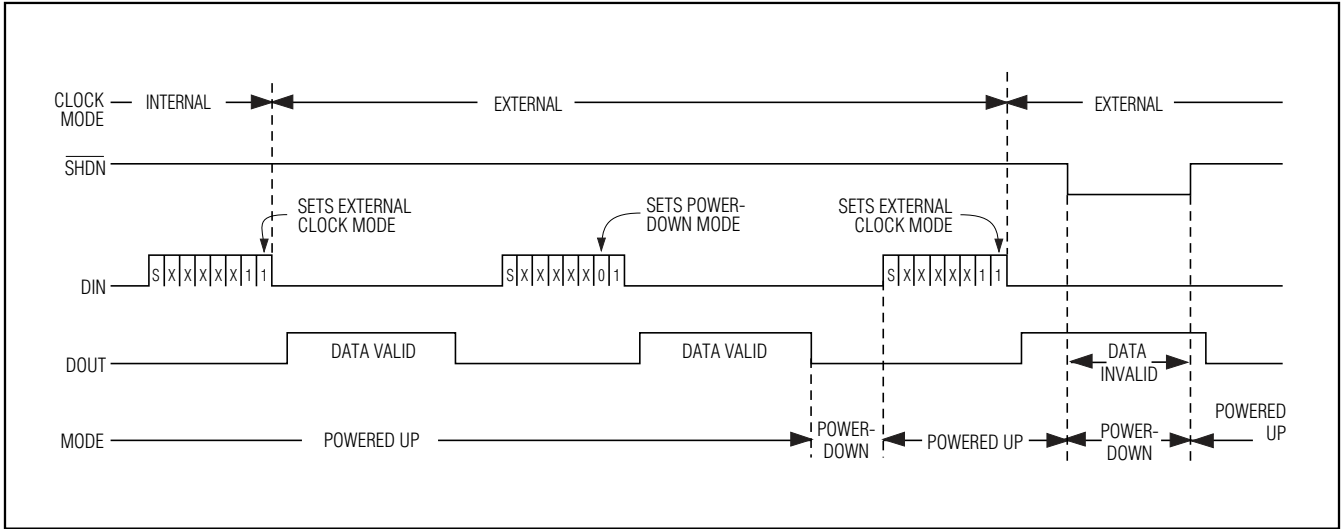 CLOCK MODE
INTERNAL
EXTERNAL
EXTERNAL
SHDN
SETS EXTERNAL
CLOCK MODE
SETS POWER-
DOWN MODE
SETS EXTERNAL
CLOCK MODE
DIN
S X X X X X 1 1
S X X X X X 0 1
S X X X X X 1 1
DOUT
DATA VALID
DATA VALID
DATA
INVALID
MODE
POWERED UP
POWER-
DOWN
POWERED UP
POWER-
DOWN
POWERED
UP